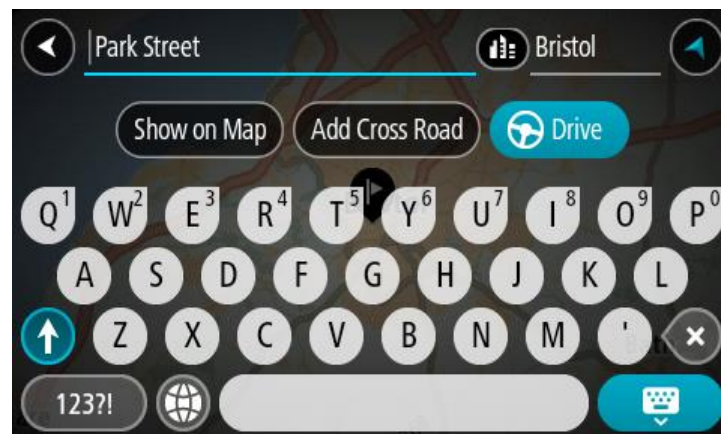 Park Street Bristol
Show on Map Add Cross Road Drive
Q1 W2 E3 R4 T5 Y6 U7 I8 O9 P0
A S D F G H J K L
Z X C V B N M '
123?!